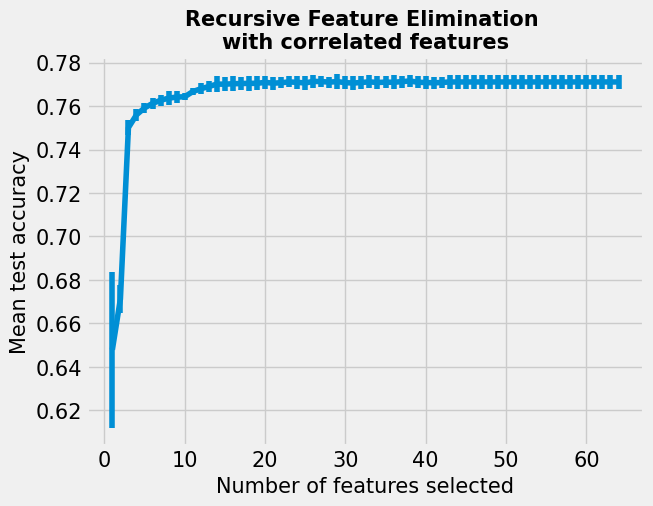 Recursive Feature Elimination
with correlated features
0.78
0.76
0.74
0.72
0.70
0.68
0.66
0.64
0.62
Mean test accuracy
0 10 20 30 40 50 60
Number of features selected